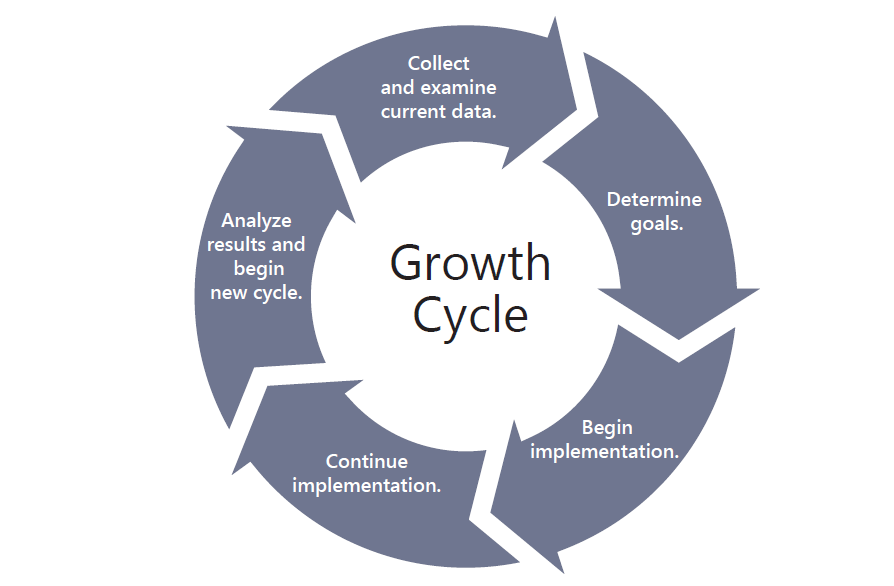 Collect
and examine
current data.
Determine
goals.
Begin
implementation.
Continue
implementation.
Analyze
results and
begin
new cycle.
Growth
Cycle